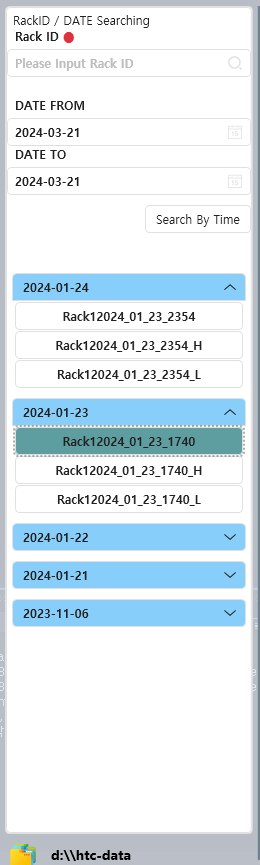 RackID / DATE Searching
Rack ID
Please Input Rack ID
DATE FROM
2024-03-21
DATE TO
2024-03-21
Search By Time
2024-01-24
Rack12024_01_23_2354
Rack12024_01_23_2354_H
Rack12024_01_23_2354_L
2024-01-23
Rack12024_01_23_1740
Rack12024_01_23_1740_H
Rack12024_01_23_1740_L
2024-01-22
2024-01-21
2023-11-06
d:\\htc-data